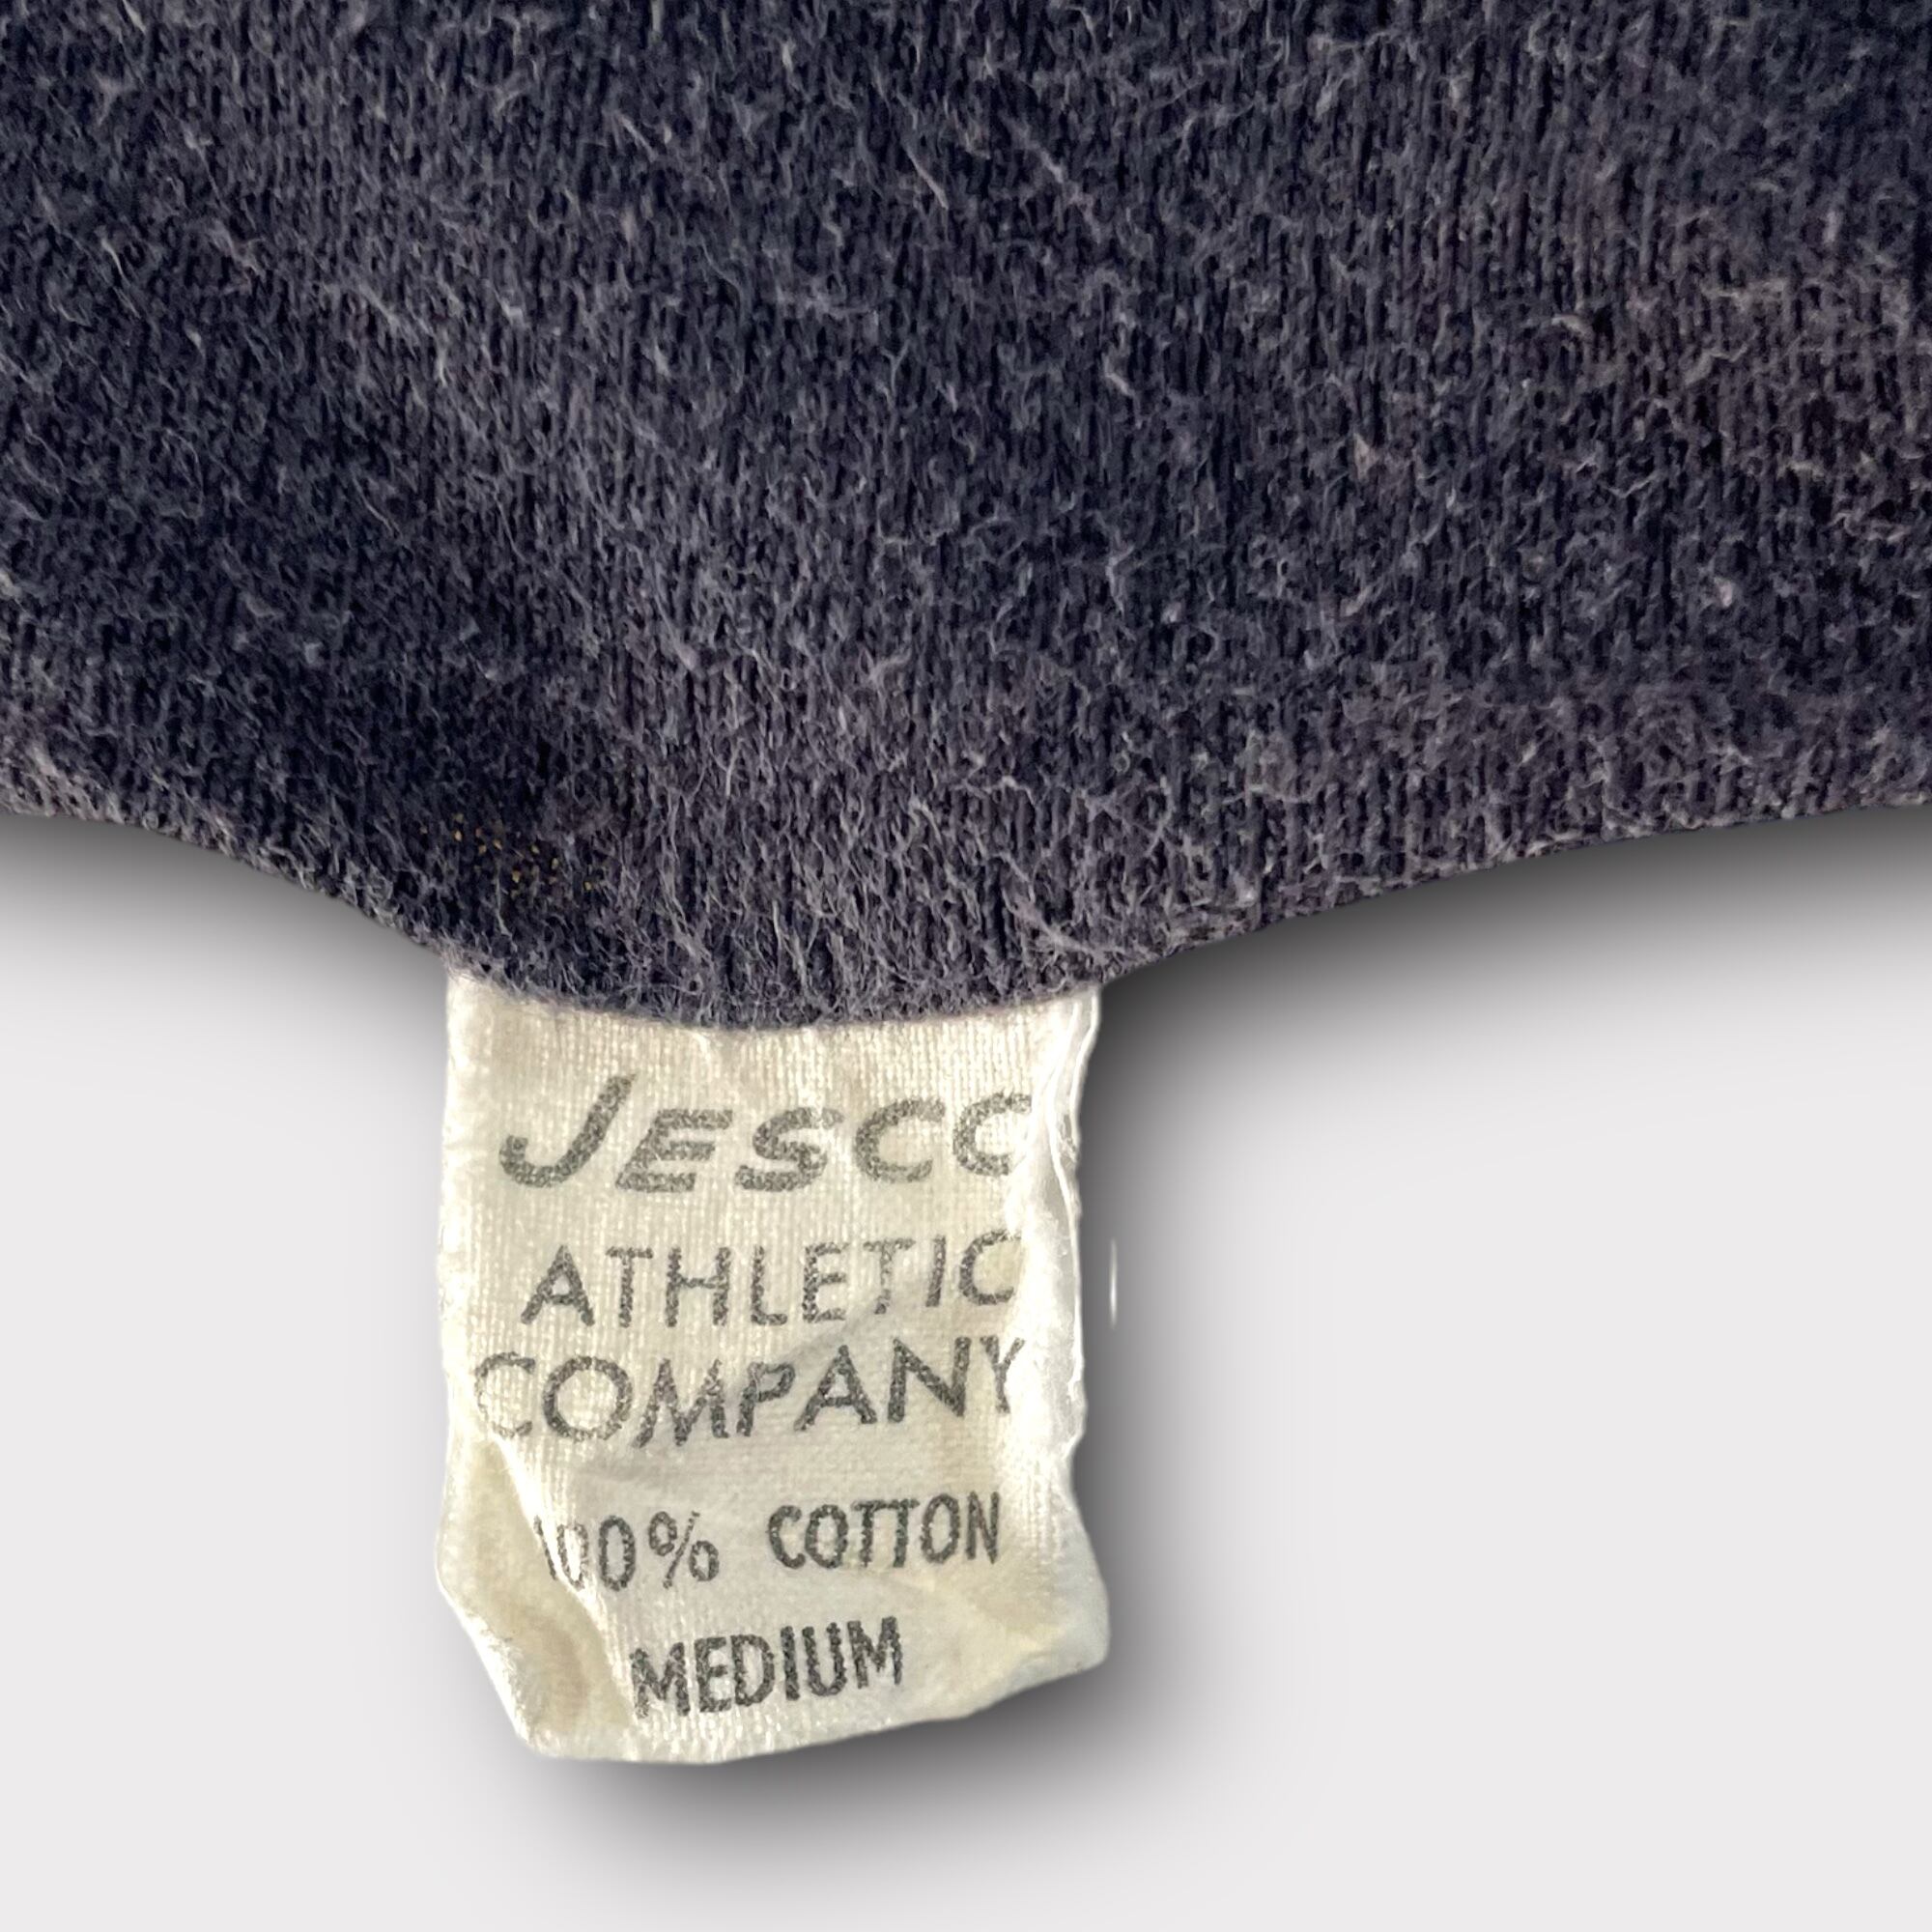 JESCO
ATHLETIC
COMPANY
100% COTTON
MEDIUM